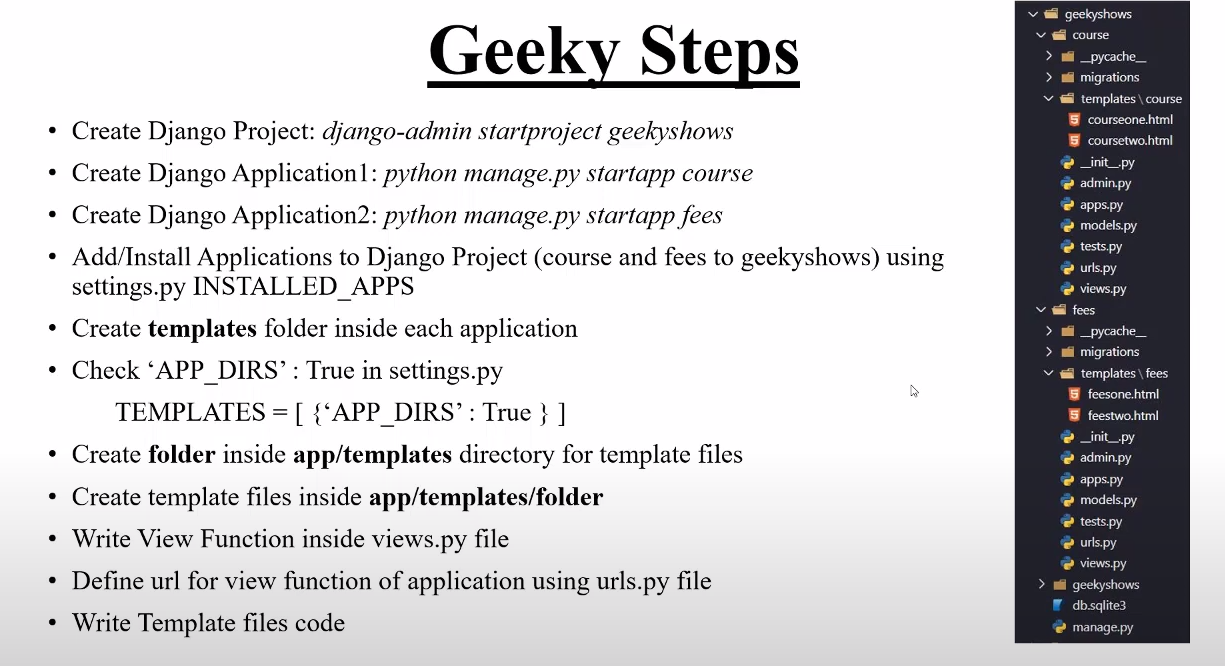 Geeky Steps
• Create Django Project: django-admin startproject geekyshows
• Create Django Application1: python manage.py startapp course
• Create Django Application2: python manage.py startapp fees
• Add/Install Applications to Django Project (course and fees to geekyshows) using
settings.py INSTALLED_APPS
• Create templates folder inside each application
• Check ‘APP_DIRS’ : True in settings.py
TEMPLATES = [ {‘APP_DIRS’ : True } ]
• Create folder inside app/templates directory for template files
• Create template files inside app/templates/folder
• Write View Function inside views.py file
• Define url for view function of application using urls.py file
• Write Template files code
geekyshows
course
__pycache__
migrations
templates \ course
courseone.html
coursetwo.html
__init__.py
admin.py
apps.py
models.py
tests.py
urls.py
views.py
fees
__pycache__
migrations
templates \ fees
feesone.html
feestwo.html
__init__.py
admin.py
apps.py
models.py
tests.py
urls.py
views.py
geekyshows
db.sqlite3
manage.py